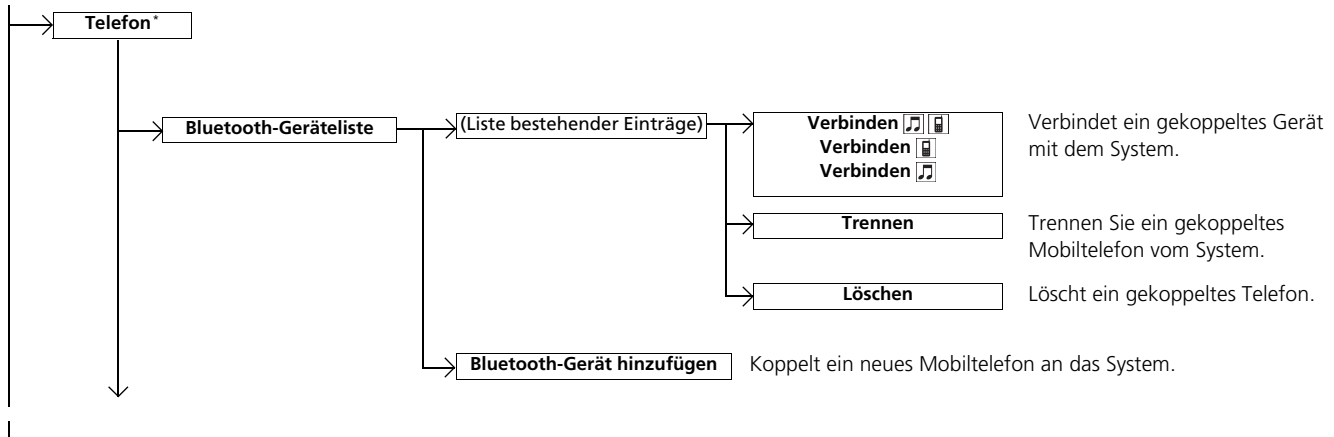 Telefon*
Bluetooth-Geräteliste
(Liste bestehender Einträge)
Verbinden
Verbinden
Verbinden
Verbindet ein gekoppeltes Gerät
mit dem System.
Trennen
Trennen Sie ein gekoppeltes
Mobiltelefon vom System.
Löschen
Löscht ein gekoppeltes Telefon.
Bluetooth-Gerät hinzufügen
Koppelt ein neues Mobiltelefon an das System.